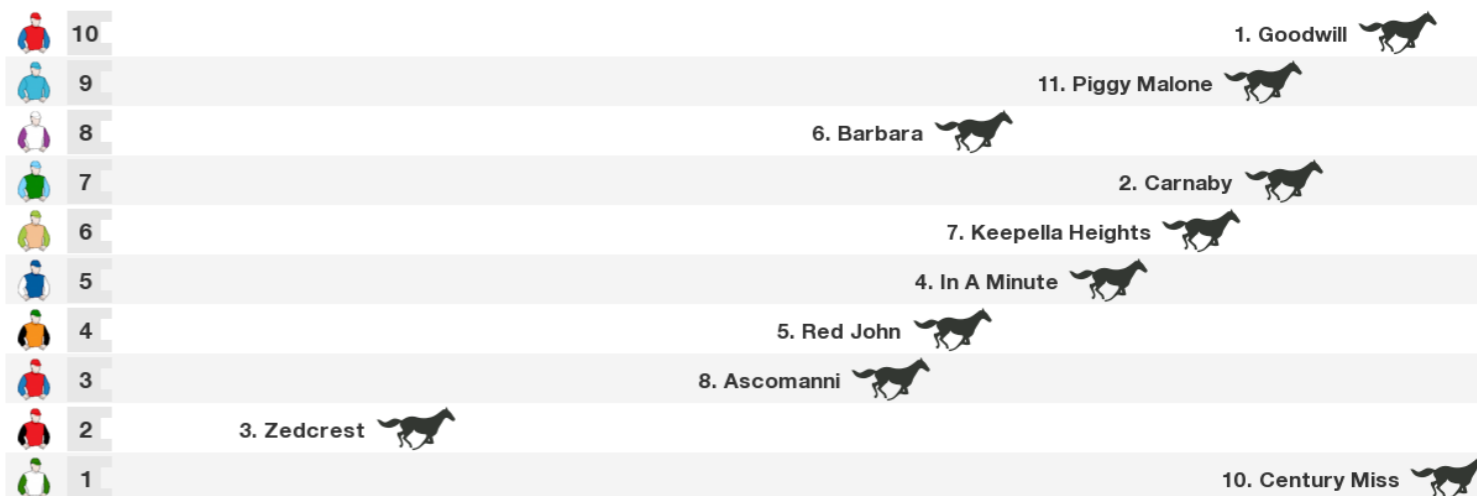 10 1. Goodwill
9 11. Piggy Malone
8 6. Barbara
7 2. Carnaby
6 7. Keepella Heights
5 4. In A Minute
4 5. Red John
3 8. Ascomanni
2 3. Zedcrest
1 10. Century Miss